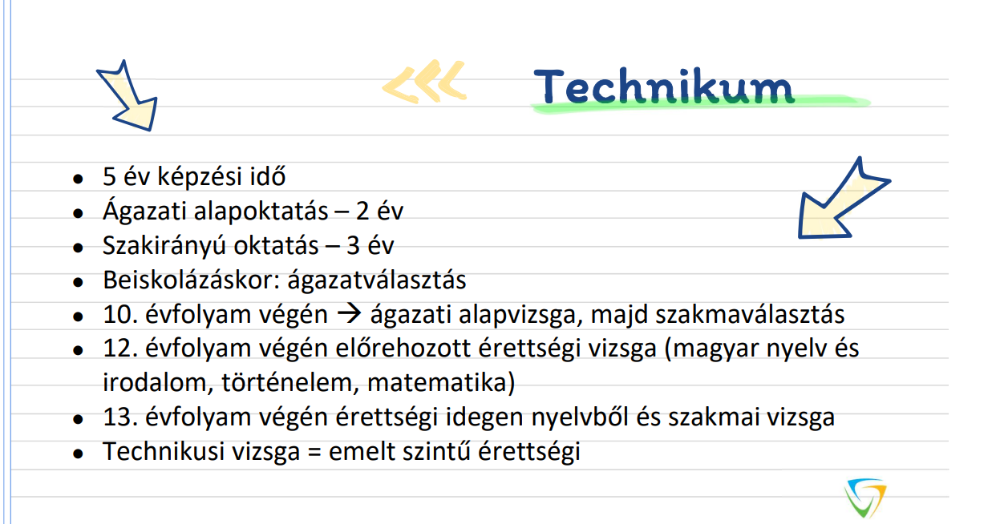 Technikum
● 5 év képzési idő
● Ágazati alapoktatás – 2 év
● Szakirányú oktatás – 3 év
● Beiskolázáskor: ágazatválasztás
● 10. évfolyam végén → ágazati alapvizsga, majd szakmaválasztás
● 12. évfolyam végén előrehozott érettségi vizsga (magyar nyelv és
irodalom, történelem, matematika)
● 13. évfolyam végén érettségi idegen nyelvből és szakmai vizsga
● Technikusi vizsga = emelt szintű érettségi